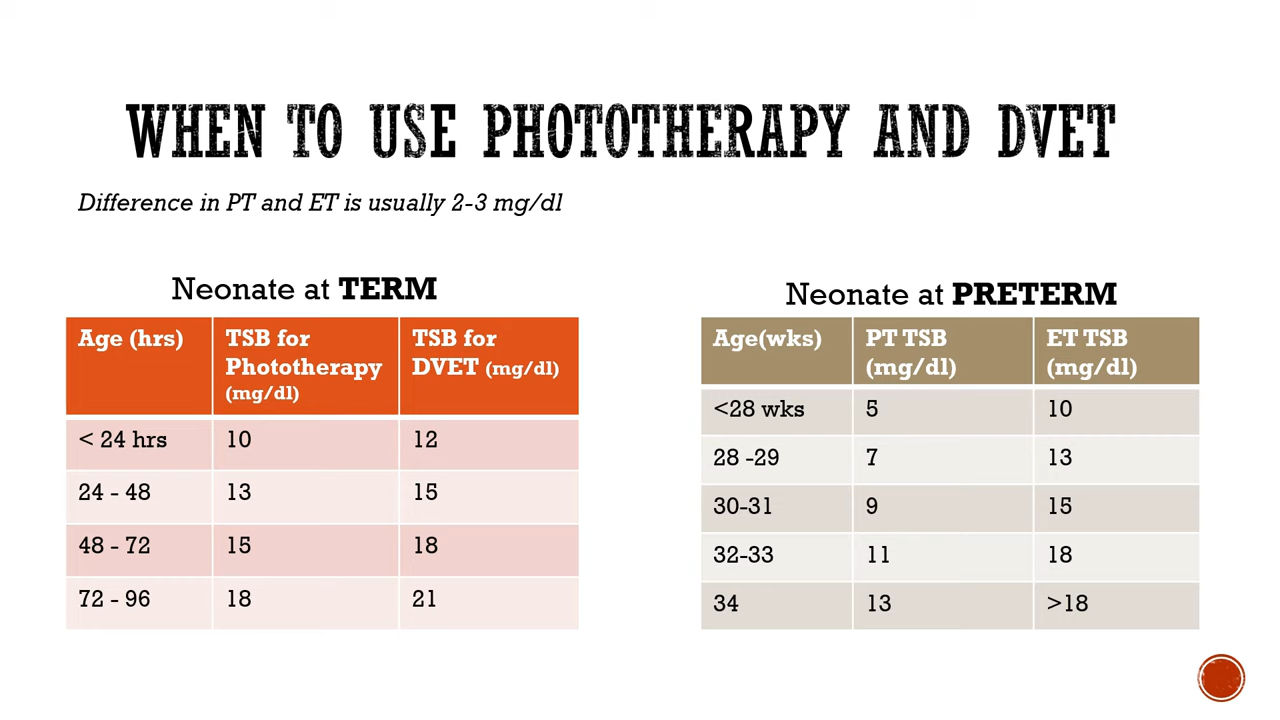 WHEN TO USE PHOTOTHERAPY AND DVET
Difference in PT and ET is usually 2-3 mg/dl
Neonate at TERM
Age (hrs) TSB for Phototherapy (mg/dl) TSB for DVET (mg/dl)
< 24 hrs 10 12
24 - 48 13 15
48 - 72 15 18
72 - 96 18 21
Neonate at PRETERM
Age(wks) PT TSB (mg/dl) ET TSB (mg/dl)
<28 wks 5 10
28 -29 7 13
30-31 9 15
32-33 11 18
34 13 >18